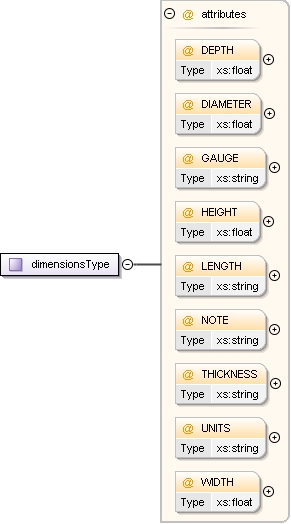 @ attributes
@ DEPTH
Type xs:float
@ DIAMETER
Type xs:float
@ GAUGE
Type xs:string
@ HEIGHT
Type xs:float
dimensionsType
@ LENGTH
Type xs:string
@ NOTE
Type xs:string
@ THICKNESS
Type xs:string
@ UNITS
Type xs:string
@ WIDTH
Type xs:float